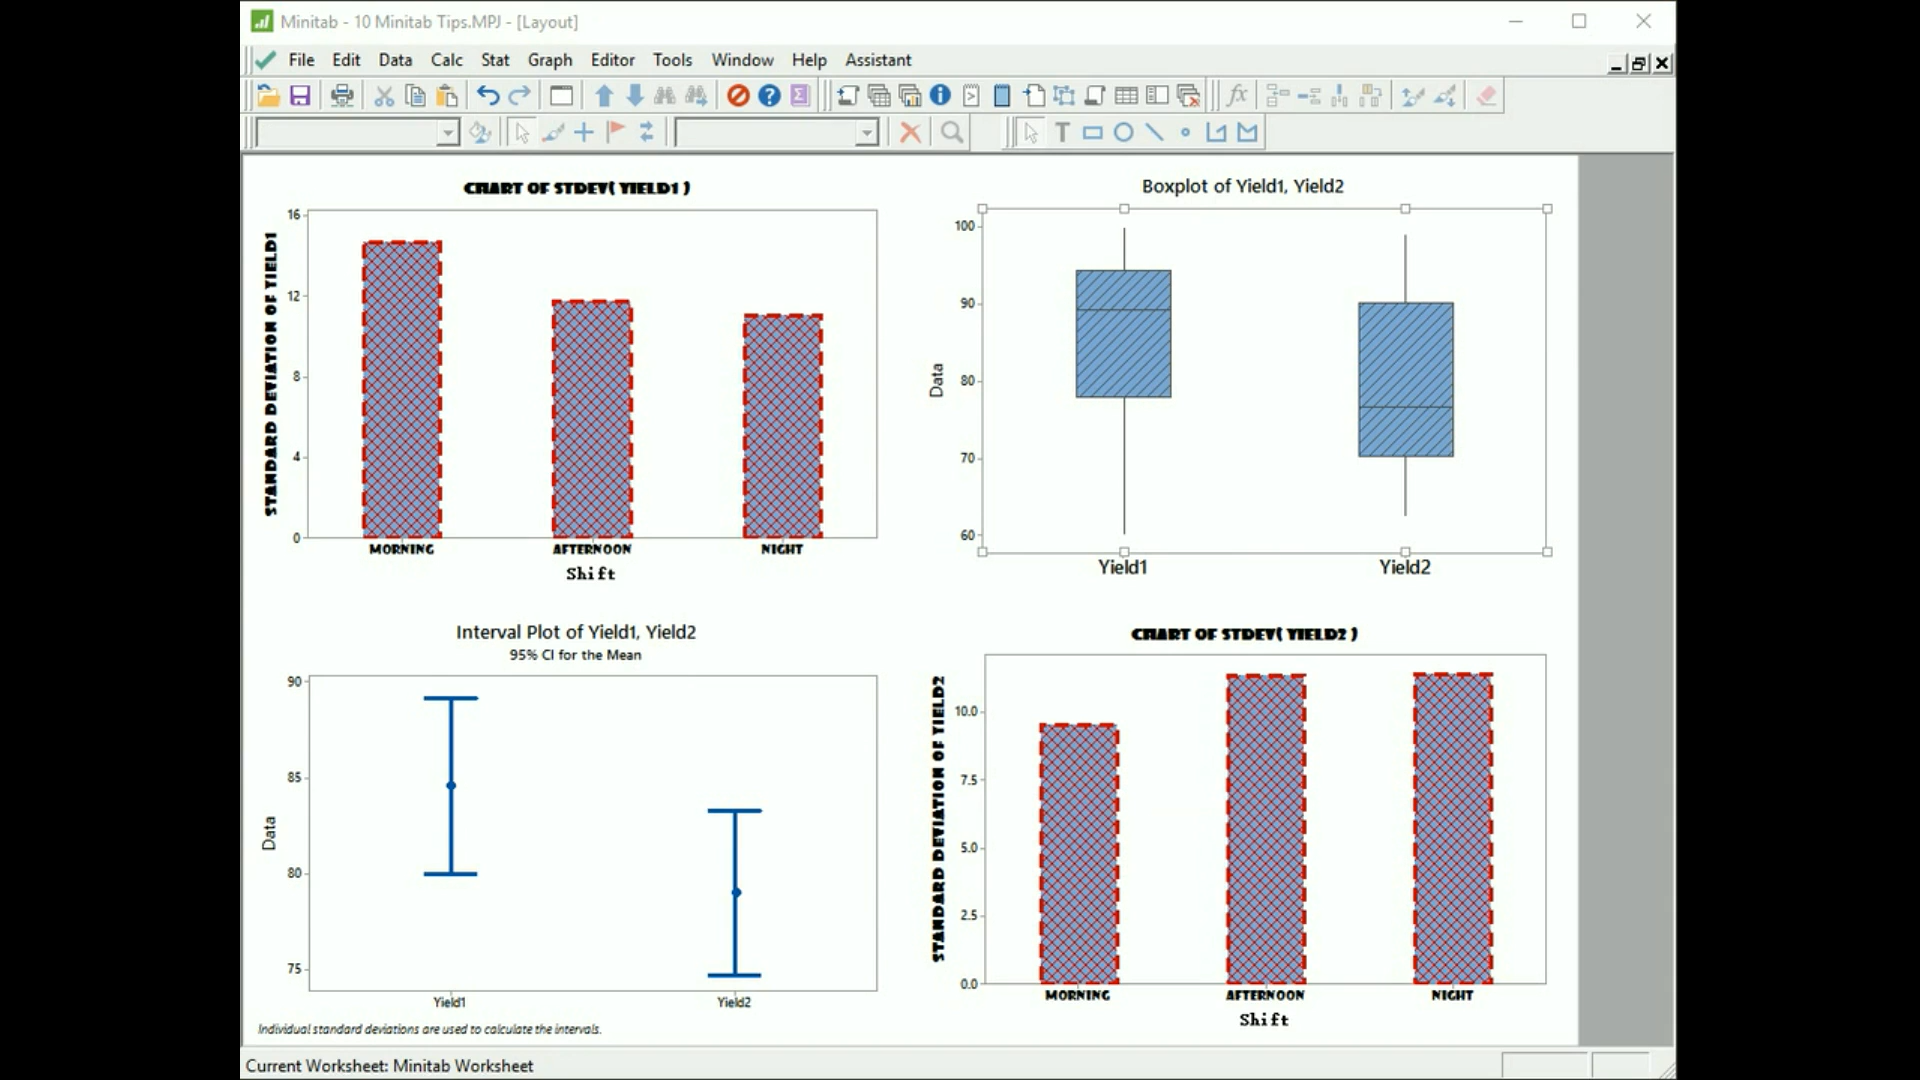 Minitab - 10 Minitab Tips.MPJ - [Layout]
File Edit Data Calc Stat Graph Editor Tools Window Help Assistant
CHART OF STDEV( YIELD1 )
STANDARD DEVIATION OF YIELD1
16
12
8
4
0
MORNING AFTERNOON NIGHT
Shift
Boxplot of Yield1, Yield2
Data
100
90
80
70
60
Yield1 Yield2
Interval Plot of Yield1, Yield2
95% CI for the Mean
Data
90
85
80
75
Yield1 Yield2
Individual standard deviations are used to calculate the intervals.
CHART OF STDEV( YIELD2 )
STANDARD DEVIATION OF YIELD2
10.0
7.5
5.0
2.5
0.0
MORNING AFTERNOON NIGHT
Shift
Current Worksheet: Minitab Worksheet